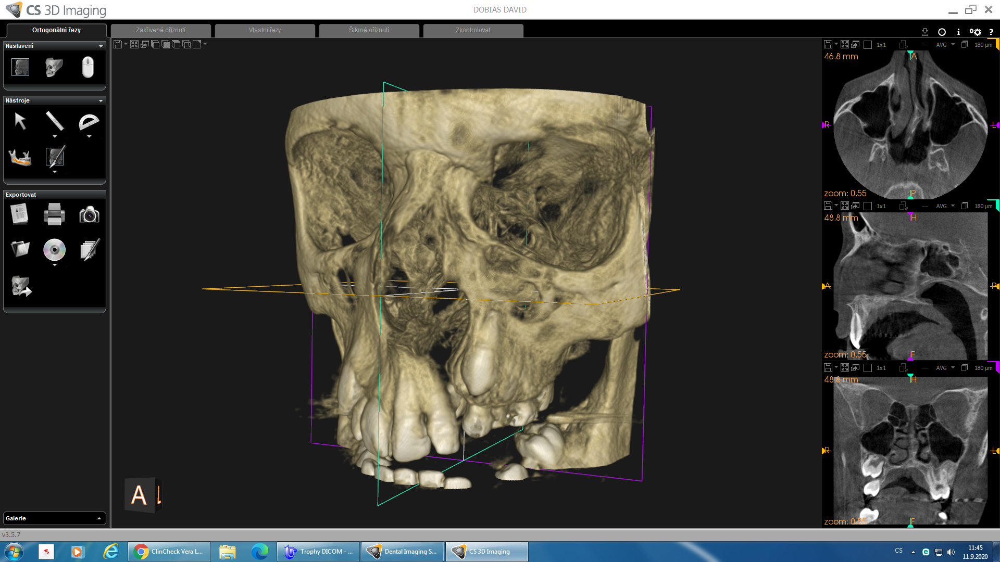 CS 3D Imaging
DOBIAS DAVID
Ortogonální řezy
Zakřivené oříznutí
Vlastní řezy
Šikmé oříznutí
Zkontrolovat
Nastavení
Nástroje
Exportovat
Galerie
v3.5.7
A
1x1
AVG
180 µm
46.8 mm
A
R
L
zoom: 0.55
P
1x1
AVG
180 µm
48.8 mm
H
A
P
zoom: 0.55
F
1x1
AVG
180 µm
48.8 mm
H
R
L
zoom: 0.55
F
ClinCheck Vera L...
Trophy DICOM - ...
Dental Imaging S...
CS 3D Imaging
CS
11:45
11.9.2020